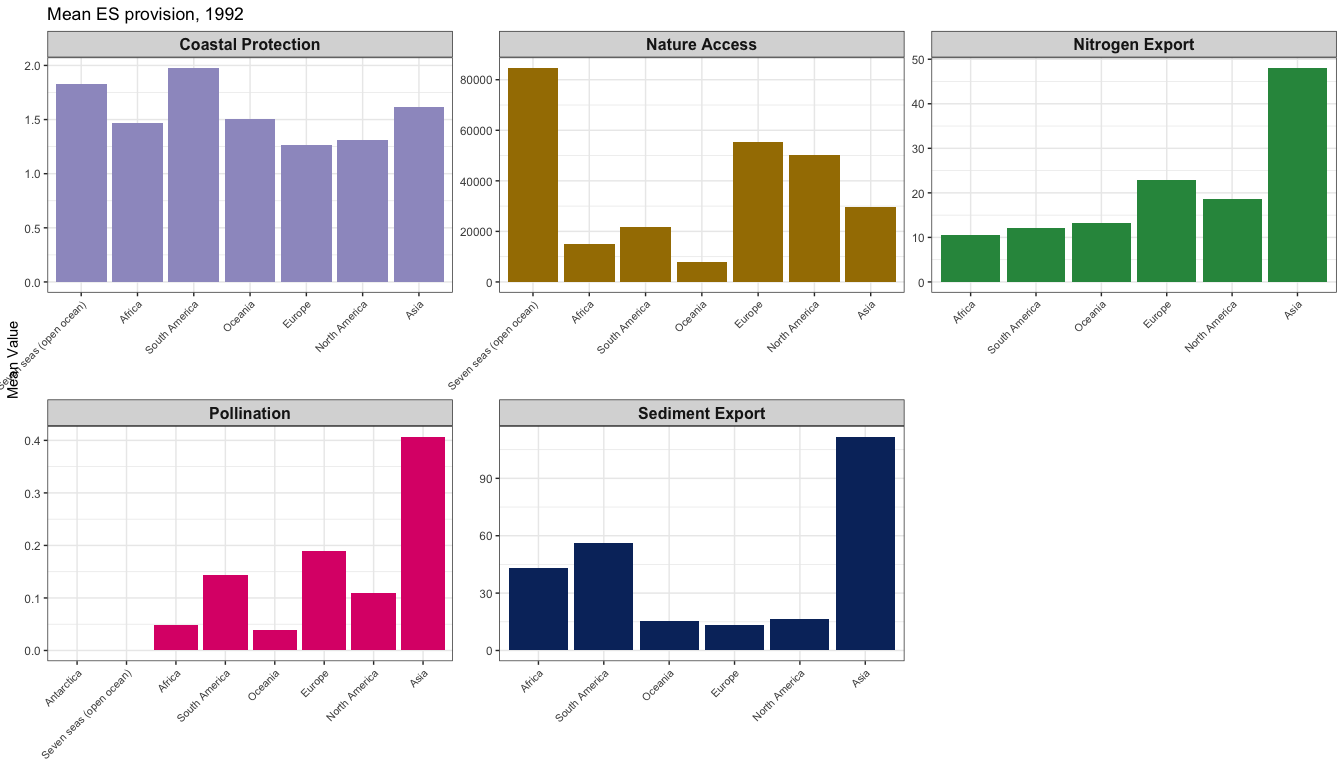 Mean ES provision, 1992
Coastal Protection
2.0
1.5
1.0
0.5
0.0
Seven seas (open ocean)
Africa
South America
Oceania
Europe
North America
Asia
Nature Access
80000
60000
40000
20000
0
Seven seas (open ocean)
Africa
South America
Oceania
Europe
North America
Asia
Nitrogen Export
50
40
30
20
10
0
Africa
South America
Oceania
Europe
North America
Asia
Mean Value
Pollination
0.4
0.3
0.2
0.1
0.0
Antarctica
Seven seas (open ocean)
Africa
South America
Oceania
Europe
North America
Asia
Sediment Export
90
60
30
0
Africa
South America
Oceania
Europe
North America
Asia